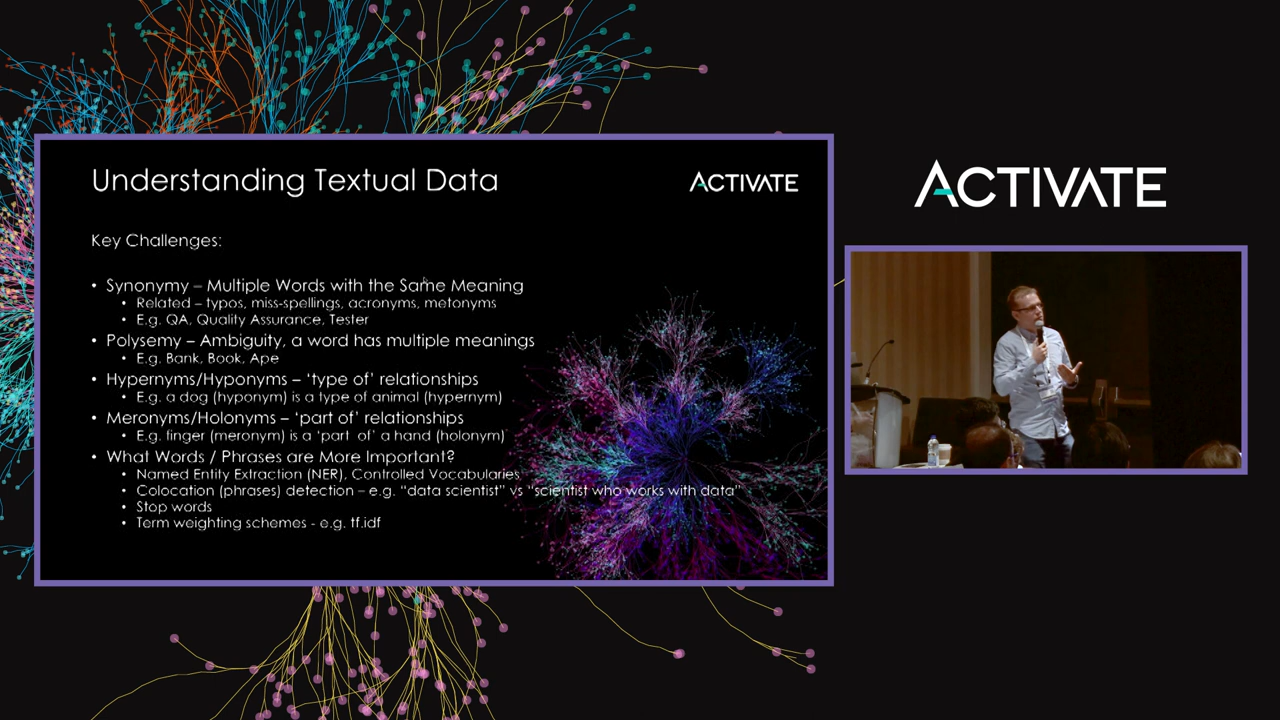 Understanding Textual Data
ACTIVATE
Key Challenges:
• Synonymy – Multiple Words with the Same Meaning
• Related – typos, miss-spellings, acronyms, metonyms
• E.g. QA, Quality Assurance, Tester
• Polysemy – Ambiguity, a word has multiple meanings
• E.g. Bank, Book, Ape
• Hypernyms/Hyponyms – ‘type of’ relationships
• E.g. a dog (hyponym) is a type of animal (hypernym)
• Meronyms/Holonyms – ‘part of’ relationships
• E.g. finger (meronym) is a ‘part of’ a hand (holonym)
• What Words / Phrases are More Important?
• Named Entity Extraction (NER), Controlled Vocabularies
• Colocation (phrases) detection – e.g. “data scientist” vs “scientist who works with data”
• Stop words
• Term weighting schemes - e.g. tf.idf
ACTIVATE